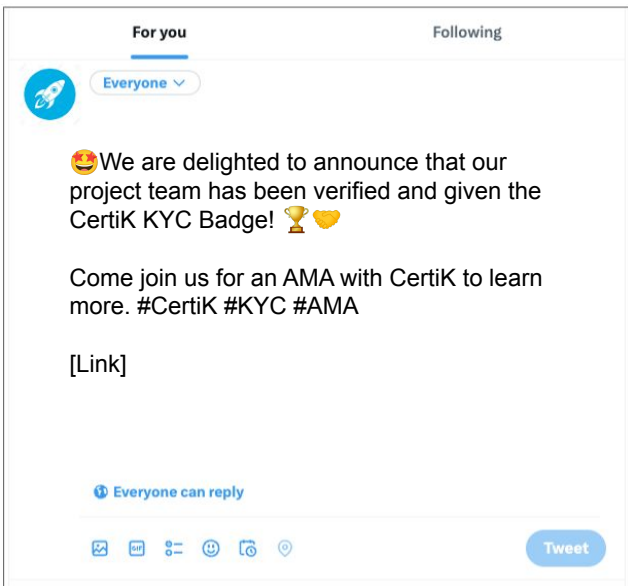 For you
Following
Everyone
🤩We are delighted to announce that our
project team has been verified and given the
CertiK KYC Badge! 🏆🤝
Come join us for an AMA with CertiK to learn
more. #CertiK #KYC #AMA
[Link]
Everyone can reply
GIF
Tweet